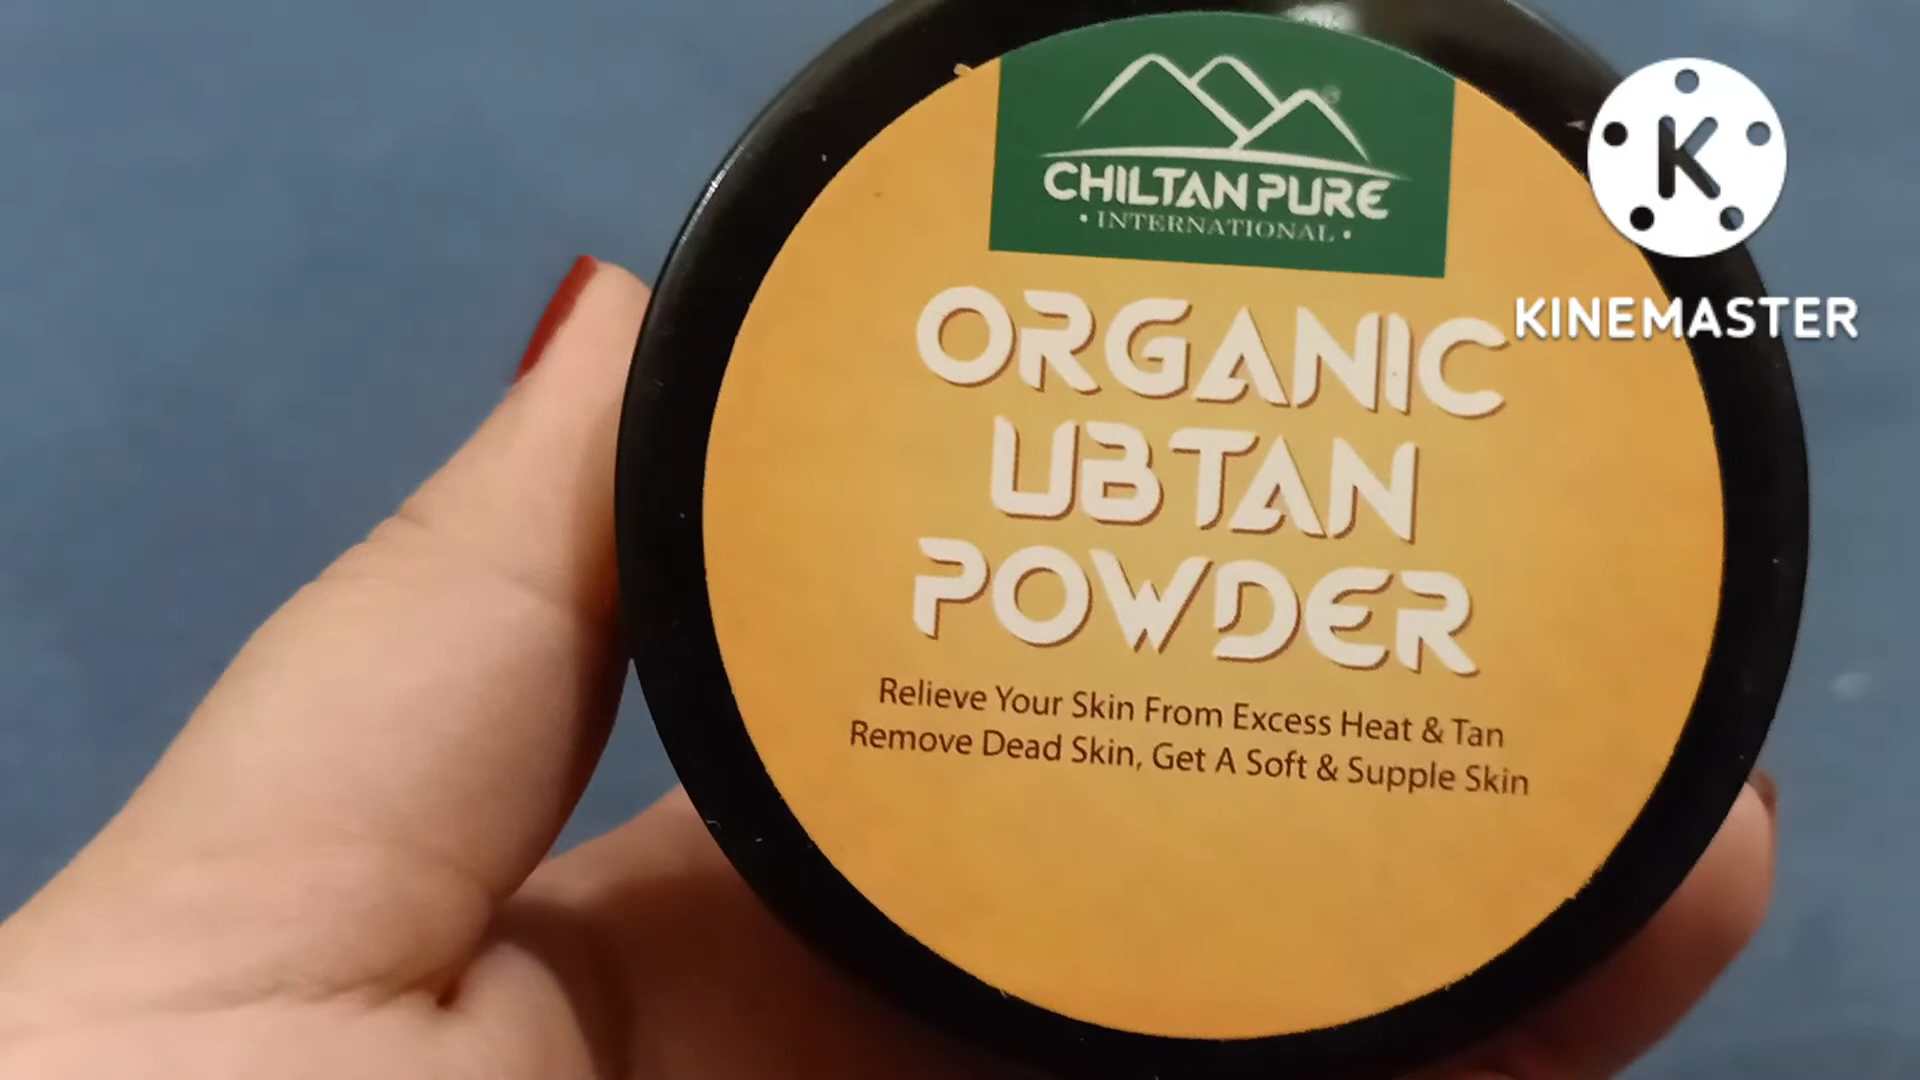 CHILTAN PURE
• INTERNATIONAL •
ORGANIC
UBTAN
POWDER
Relieve Your Skin From Excess Heat & Tan
Remove Dead Skin, Get A Soft & Supple Skin
K
KINEMASTER